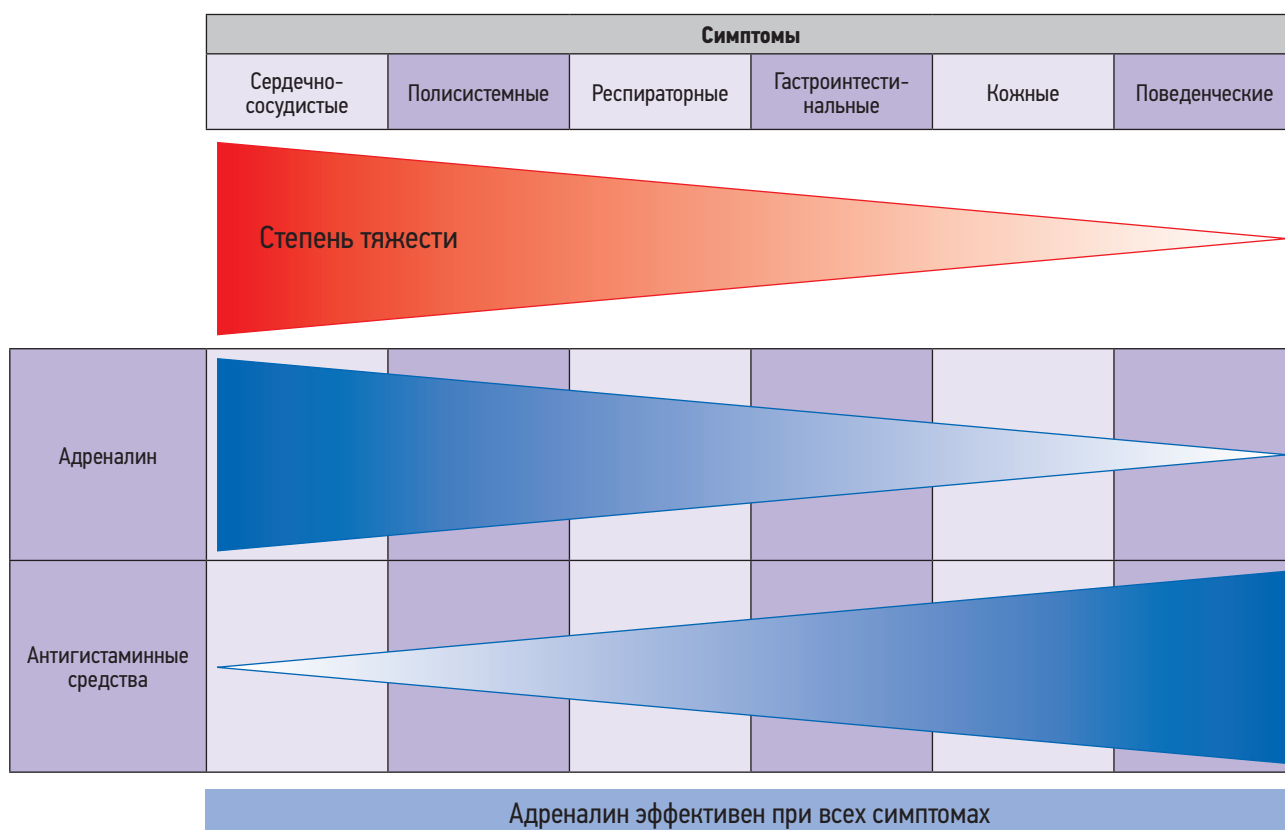 Симптомы
Сердечно-
сосудистые
Полисистемные
Респираторные
Гастроинтести-
нальные
Кожные
Поведенческие
Степень тяжести
Адреналин
Антигистаминные
средства
Адреналин эффективен при всех симптомах